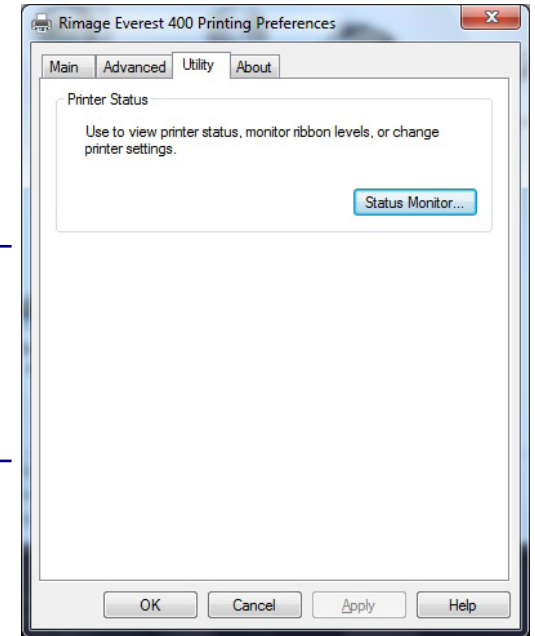 Rimage Everest 400 Printing Preferences
Main Advanced Utility About
Printer Status
Use to view printer status, monitor ribbon levels, or change
printer settings.
Status Monitor...
OK Cancel Apply Help